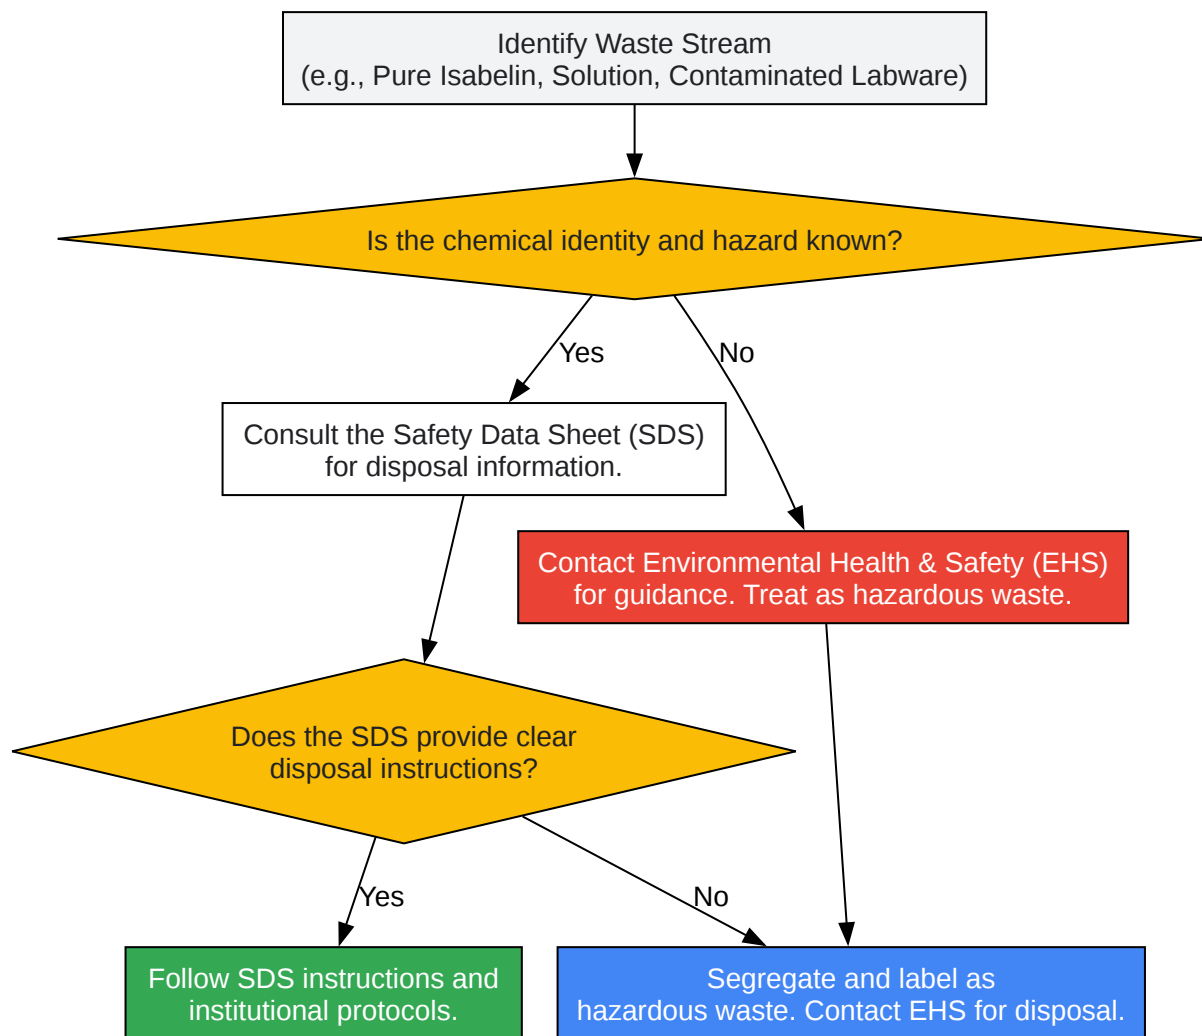 Identify Waste Stream
(e.g., Pure Isabelin, Solution, Contaminated Labware)
Is the chemical identity and hazard known?
Yes
No
Consult the Safety Data Sheet (SDS)
for disposal information.
Contact Environmental Health & Safety (EHS)
for guidance. Treat as hazardous waste.
Does the SDS provide clear
disposal instructions?
Yes
No
Follow SDS instructions and
institutional protocols.
Segregate and label as
hazardous waste. Contact EHS for disposal.